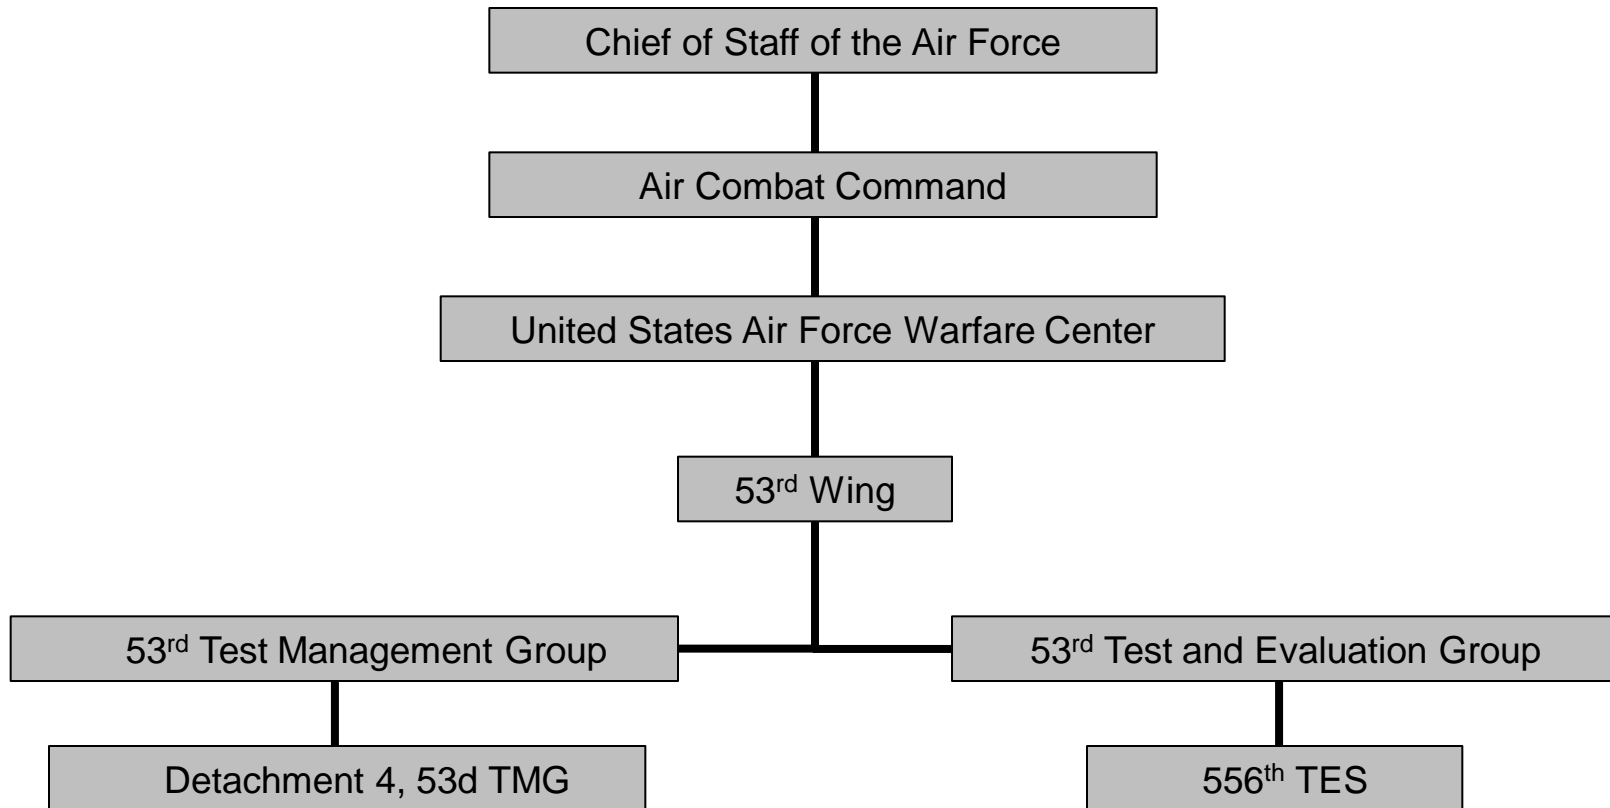 Chief of Staff of the Air Force
Air Combat Command
United States Air Force Warfare Center
53rd Wing
53rd Test Management Group
53rd Test and Evaluation Group
Detachment 4, 53d TMG
556th TES